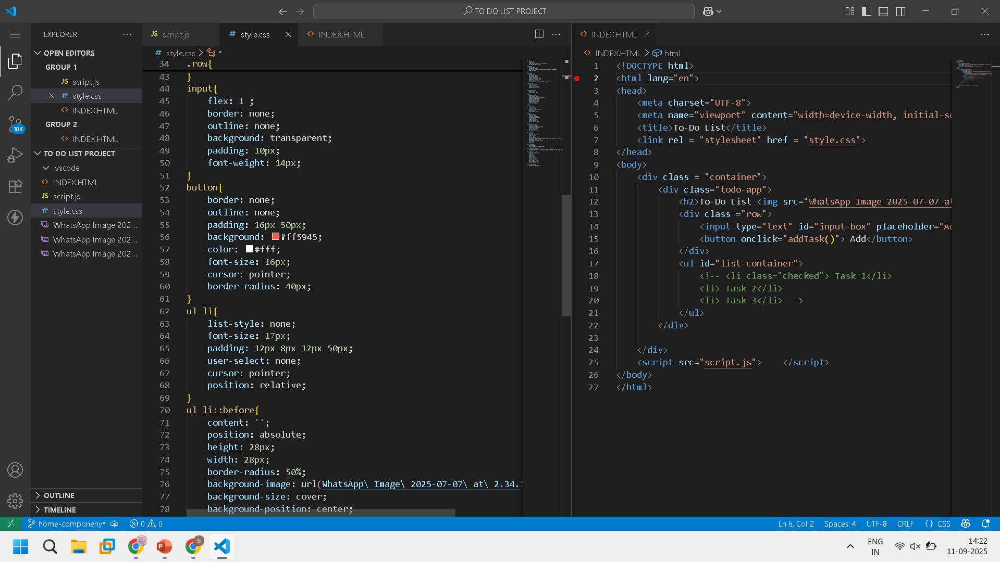 TO DO LIST PROJECT
EXPLORER
OPEN EDITORS
GROUP 1
JS script.js
# style.css
<> INDEX.HTML
GROUP 2
<> INDEX.HTML
TO DO LIST PROJECT
.vscode
<> INDEX.HTML
JS script.js
# style.css
WhatsApp Image 202...
WhatsApp Image 202...
WhatsApp Image 202...
OUTLINE
TIMELINE
10K
JS script.js
# style.css
<> INDEX.HTML
# style.css > *
34 .row{
43 }
44 input{
45 flex: 1 ;
46 border: none;
47 outline: none;
48 background: transparent;
49 padding: 10px;
50 font-weight: 14px;
51 }
52 button{
53 border: none;
54 outline: none;
55 padding: 16px 50px;
56 background: #ff5945;
57 color: #fff;
58 font-size: 16px;
59 cursor: pointer;
60 border-radius: 40px;
61 }
62 ul li{
63 list-style: none;
64 font-size: 17px;
65 padding: 12px 8px 12px 50px;
66 user-select: none;
67 cursor: pointer;
68 position: relative;
69 }
70 ul li::before{
71 content: '';
72 position: absolute;
73 height: 28px;
74 width: 28px;
75 border-radius: 50%;
76 background-image: url(WhatsApp\ Image\ 2025-07-07\ at\ 2.34.
77 background-size: cover;
78 background-position: center;
<> INDEX.HTML
<> INDEX.HTML > html
1 <!DOCTYPE html>
2 <html lang="en">
3 <head>
4 <meta charset="UTF-8">
5 <meta name="viewport" content="width=device-width, initial-sc
6 <title>To-Do List</title>
7 <link rel = "stylesheet" href = "style.css">
8 </head>
9 <body>
10 <div class = "container">
11 <div class="todo-app">
12 <h2>To-Do List <img src="WhatsApp Image 2025-07-07 at
13 <div class ="row">
14 <input type="text" id="input-box" placeholder="Ad
15 <button onclick="addTask()"> Add</button>
16 </div>
17 <ul id="list-container">
18 <!-- <li class="checked"> Task 1</li>
19 <li> Task 2</li>
20 <li> Task 3</li> -->
21 </ul>
22 </div>
23
24 </div>
25 <script src="script.js"> </script>
26 </body>
27 </html>
home-componeny* 0 0
Ln 6, Col 2 Spaces: 4 UTF-8 CRLF {} CSS
ENG
IN
14:22
11-09-2025